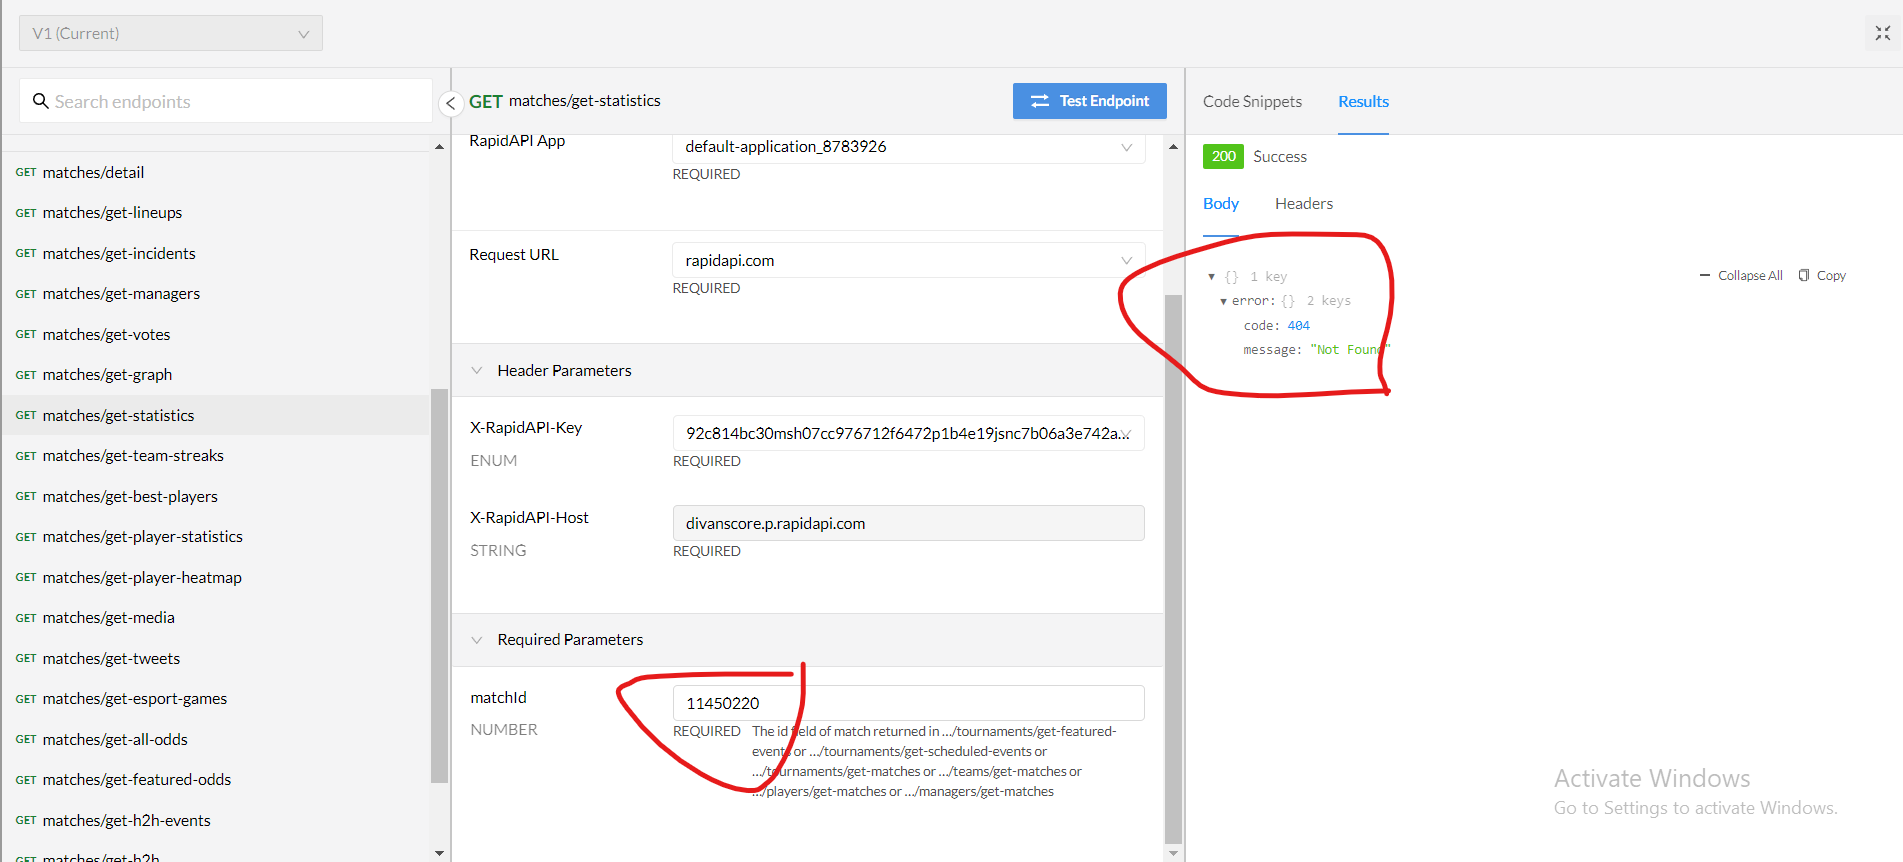 V1 (Current)
Search endpoints
GET matches/detail
GET matches/get-lineups
GET matches/get-incidents
GET matches/get-managers
GET matches/get-votes
GET matches/get-graph
GET matches/get-statistics
GET matches/get-team-streaks
GET matches/get-best-players
GET matches/get-player-statistics
GET matches/get-player-heatmap
GET matches/get-media
GET matches/get-tweets
GET matches/get-esport-games
GET matches/get-all-odds
GET matches/get-featured-odds
GET matches/get-h2h-events
GET matches/get-h2h
GET matches/get-statistics
Test Endpoint
RapidAPI App
default-application_8783926
REQUIRED
Request URL
rapidapi.com
REQUIRED
Header Parameters
X-RapidAPI-Key
92c814bc30msh07cc976712f6472p1b4e19jsnc7b06a3e742a...
ENUM
REQUIRED
X-RapidAPI-Host
divanscore.p.rapidapi.com
STRING
REQUIRED
Required Parameters
matchId
11450220
NUMBER
REQUIRED The id field of match returned in .../tournaments/get-featured-
events or .../tournaments/get-scheduled-events or
.../tournaments/get-matches or .../teams/get-matches or
.../players/get-matches or .../managers/get-matches
Code Snippets Results
200 Success
Body Headers
{} 1 key
Collapse All Copy
error: {} 2 keys
code: 404
message: "Not Found"
Activate Windows
Go to Settings to activate Windows.